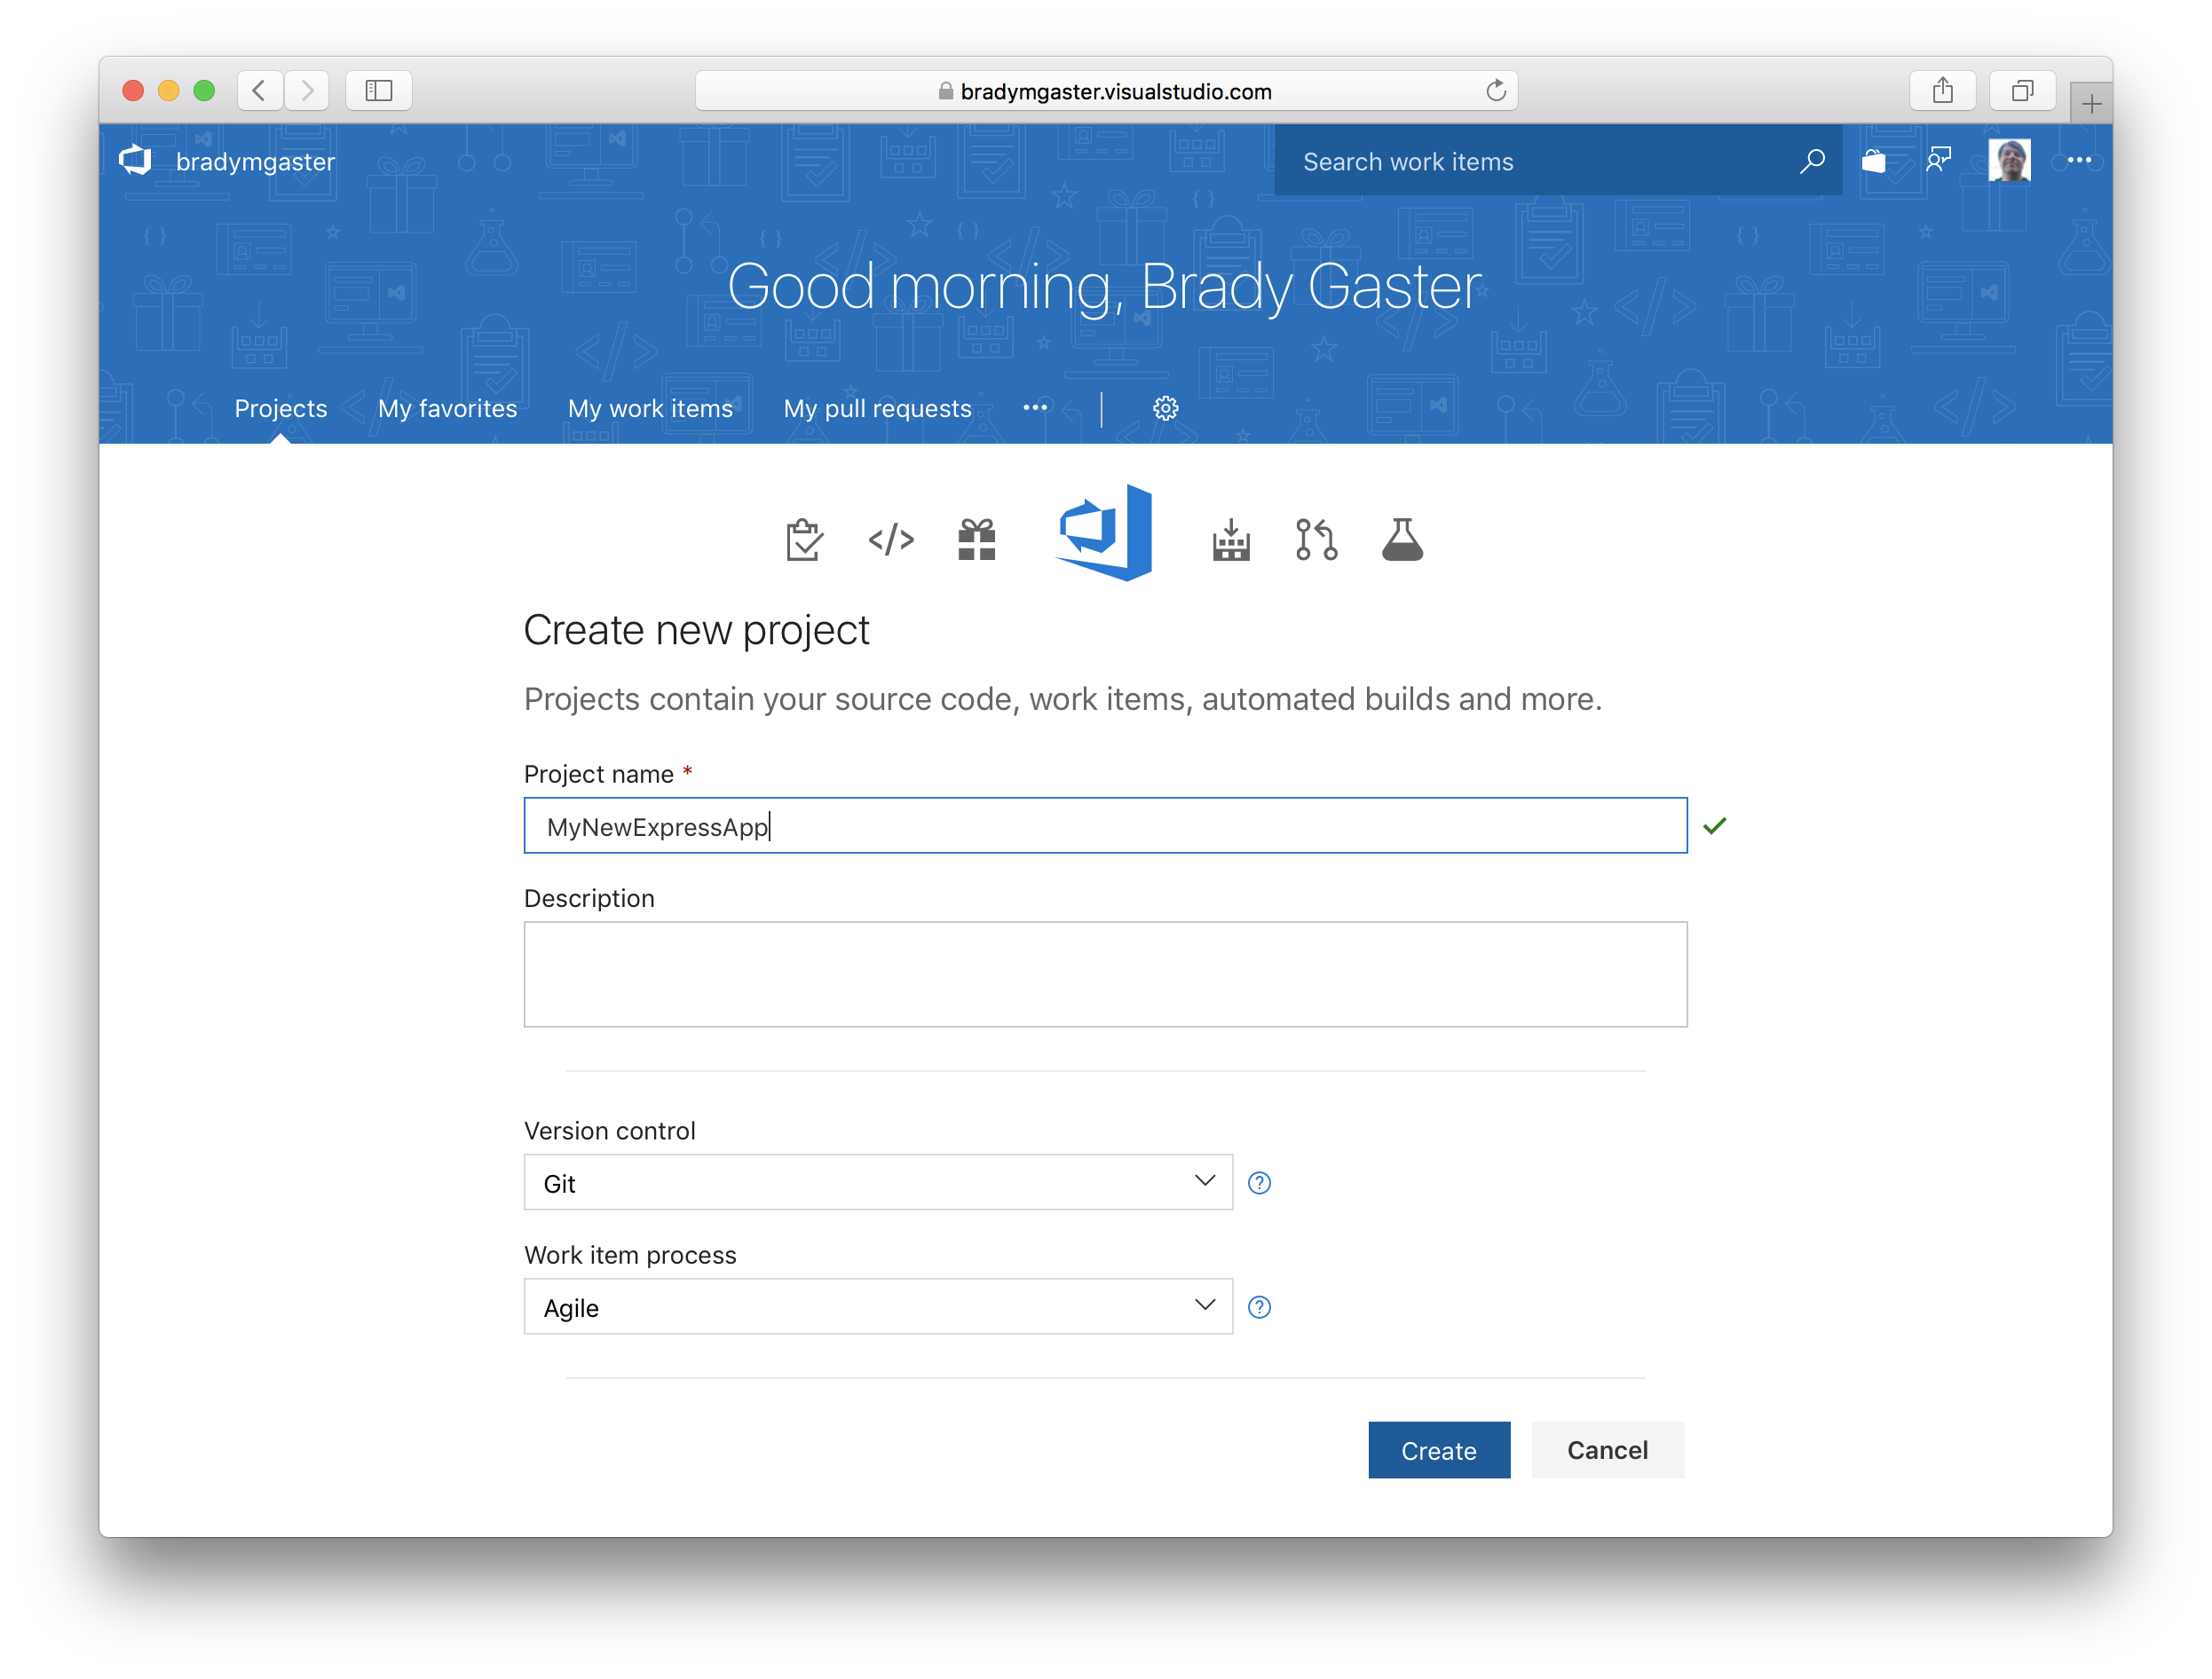 bradymgaster.visualstudio.com
bradymgaster
Search work items
Good morning, Brady Gaster
Projects
My favorites
My work items
My pull requests
Create new project
Projects contain your source code, work items, automated builds and more.
Project name *
MyNewExpressApp
Description
Version control
Git
Work item process
Agile
Create
Cancel